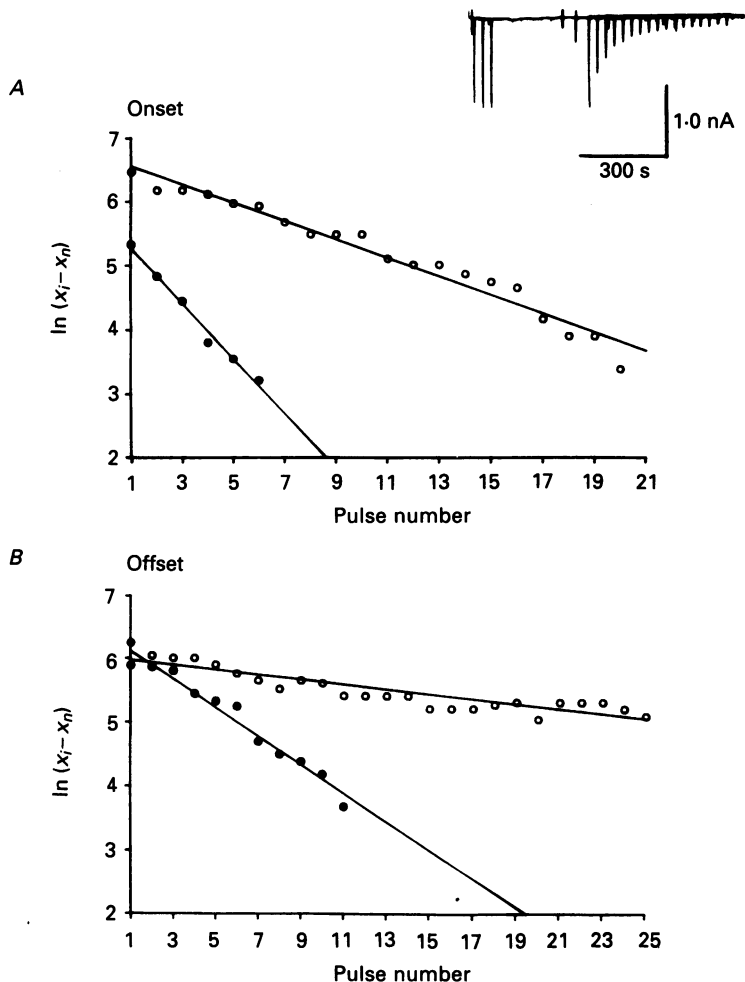 1·0 nA
300 s
A
Onset
7
6
5
4
3
2
ln (xᵢ – xₙ)
1 3 5 7 9 11 13 15 17 19 21
Pulse number
B
Offset
7
6
5
4
3
2
ln (xᵢ – xₙ)
1 3 5 7 9 11 13 15 17 19 21 23 25
Pulse number